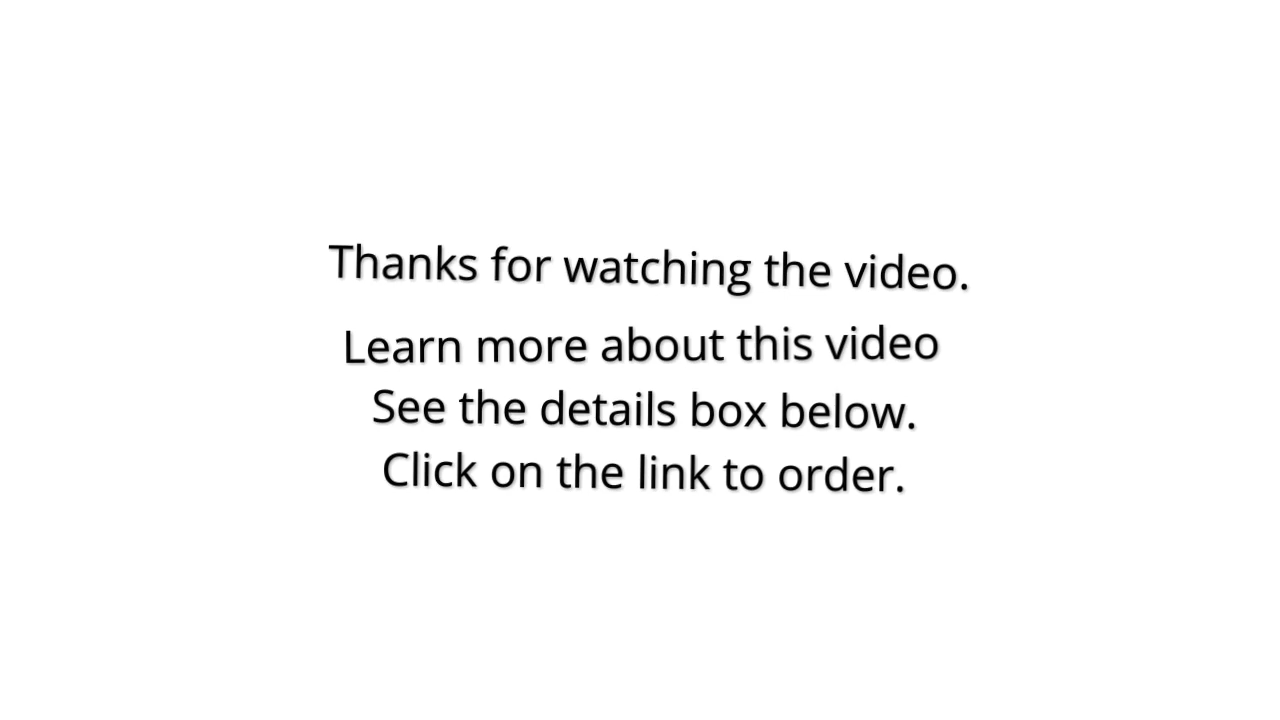 Thanks for watching the video.
Learn more about this video
See the details box below.
Click on the link to order.